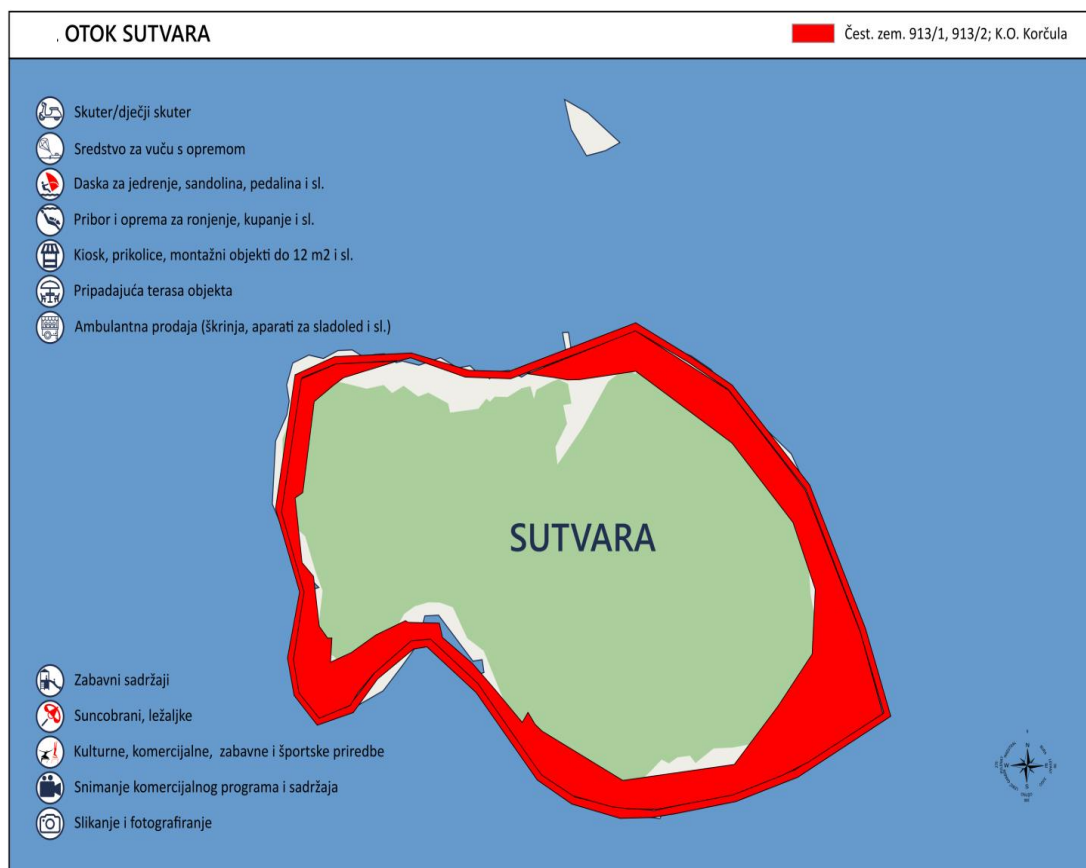 . OTOK SUTVARA
Čest. zem. 913/1, 913/2; K.O. Korčula
Skuter/dječji skuter
Sredstvo za vuču s opremom
Daska za jedrenje, sandolina, pedalina i sl.
Pribor i oprema za ronjenje, kupanje i sl.
Kiosk, prikolice, montažni objekti do 12 m2 i sl.
Pripadajuća terasa objekta
Ambulantna prodaja (škrinja, aparati za sladoled i sl.)
SUTVARA
Zabavni sadržaji
Suncobrani, ležaljke
Kulturne, komercijalne, zabavne i športske priredbe
Snimanje komercijalnog programa i sadržaja
Slikanje i fotografiranje
N
W E
S